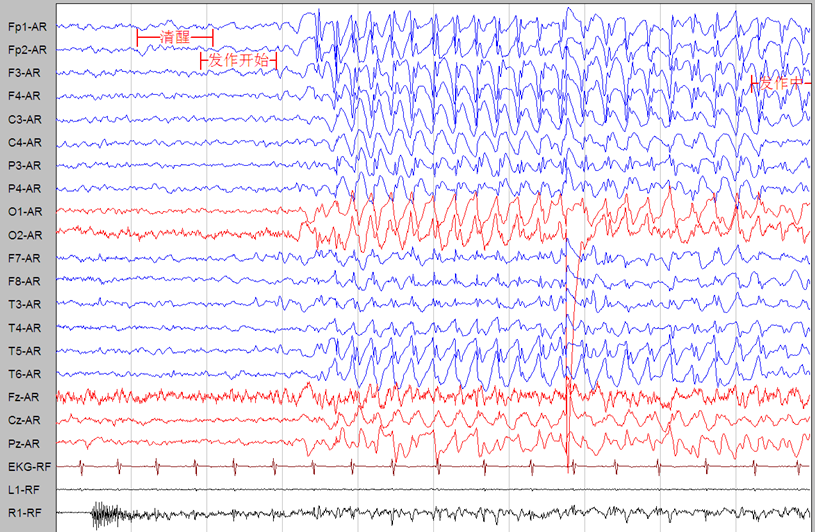 Fp1-AR
清醒
Fp2-AR
发作开始
F3-AR
发作中
F4-AR
C3-AR
C4-AR
P3-AR
P4-AR
O1-AR
O2-AR
F7-AR
F8-AR
T3-AR
T4-AR
T5-AR
T6-AR
Fz-AR
Cz-AR
Pz-AR
EKG-RF
L1-RF
R1-RF